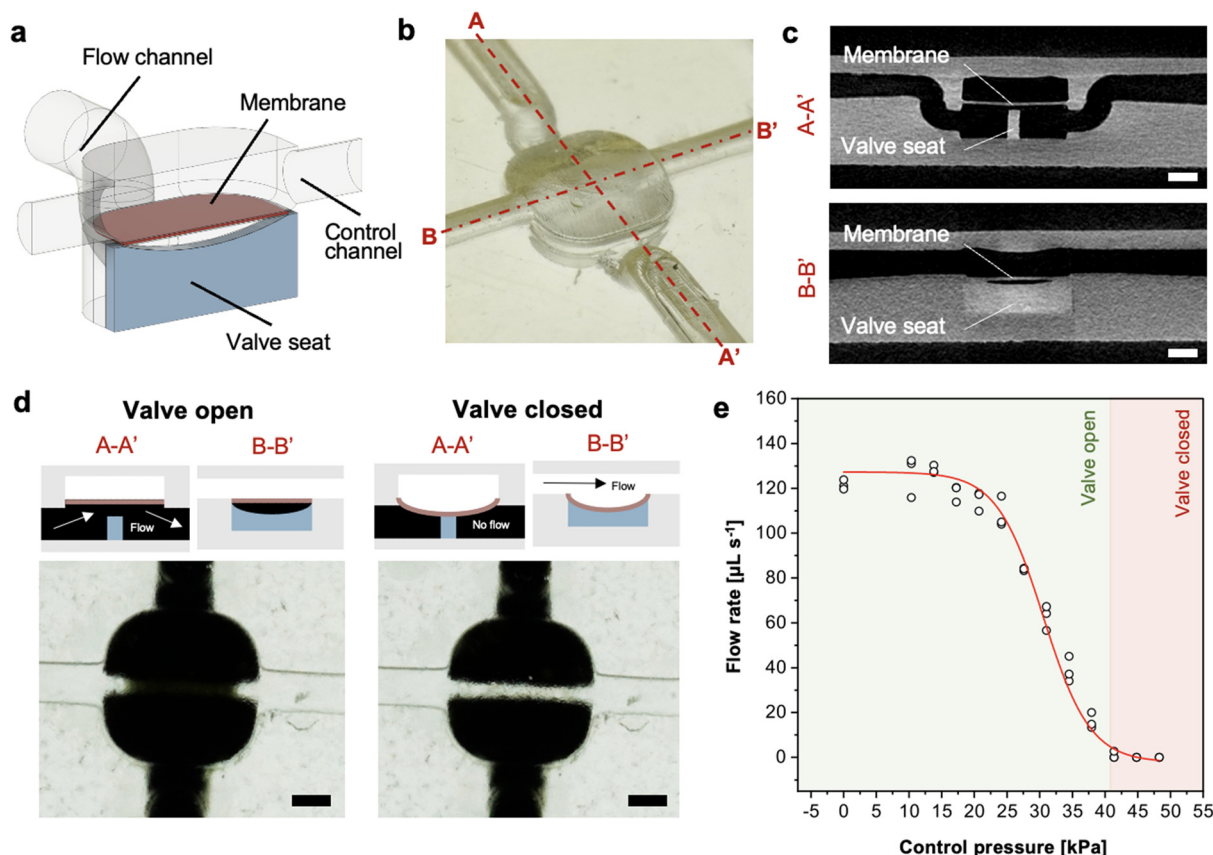 a
Flow channel
Membrane
Control
channel
Valve seat
b
A
B'
B
A'
c
A-A'
Membrane
Valve seat
B-B'
Membrane
Valve seat
d
Valve open
A-A'
B-B'
Flow
Valve closed
A-A'
B-B'
No flow
Flow
e
Flow rate [µL s⁻¹]
160
140
120
100
80
60
40
20
0
Valve open
Valve closed
-5
0
5
10
15
20
25
30
35
40
45
50
55
Control pressure [kPa]